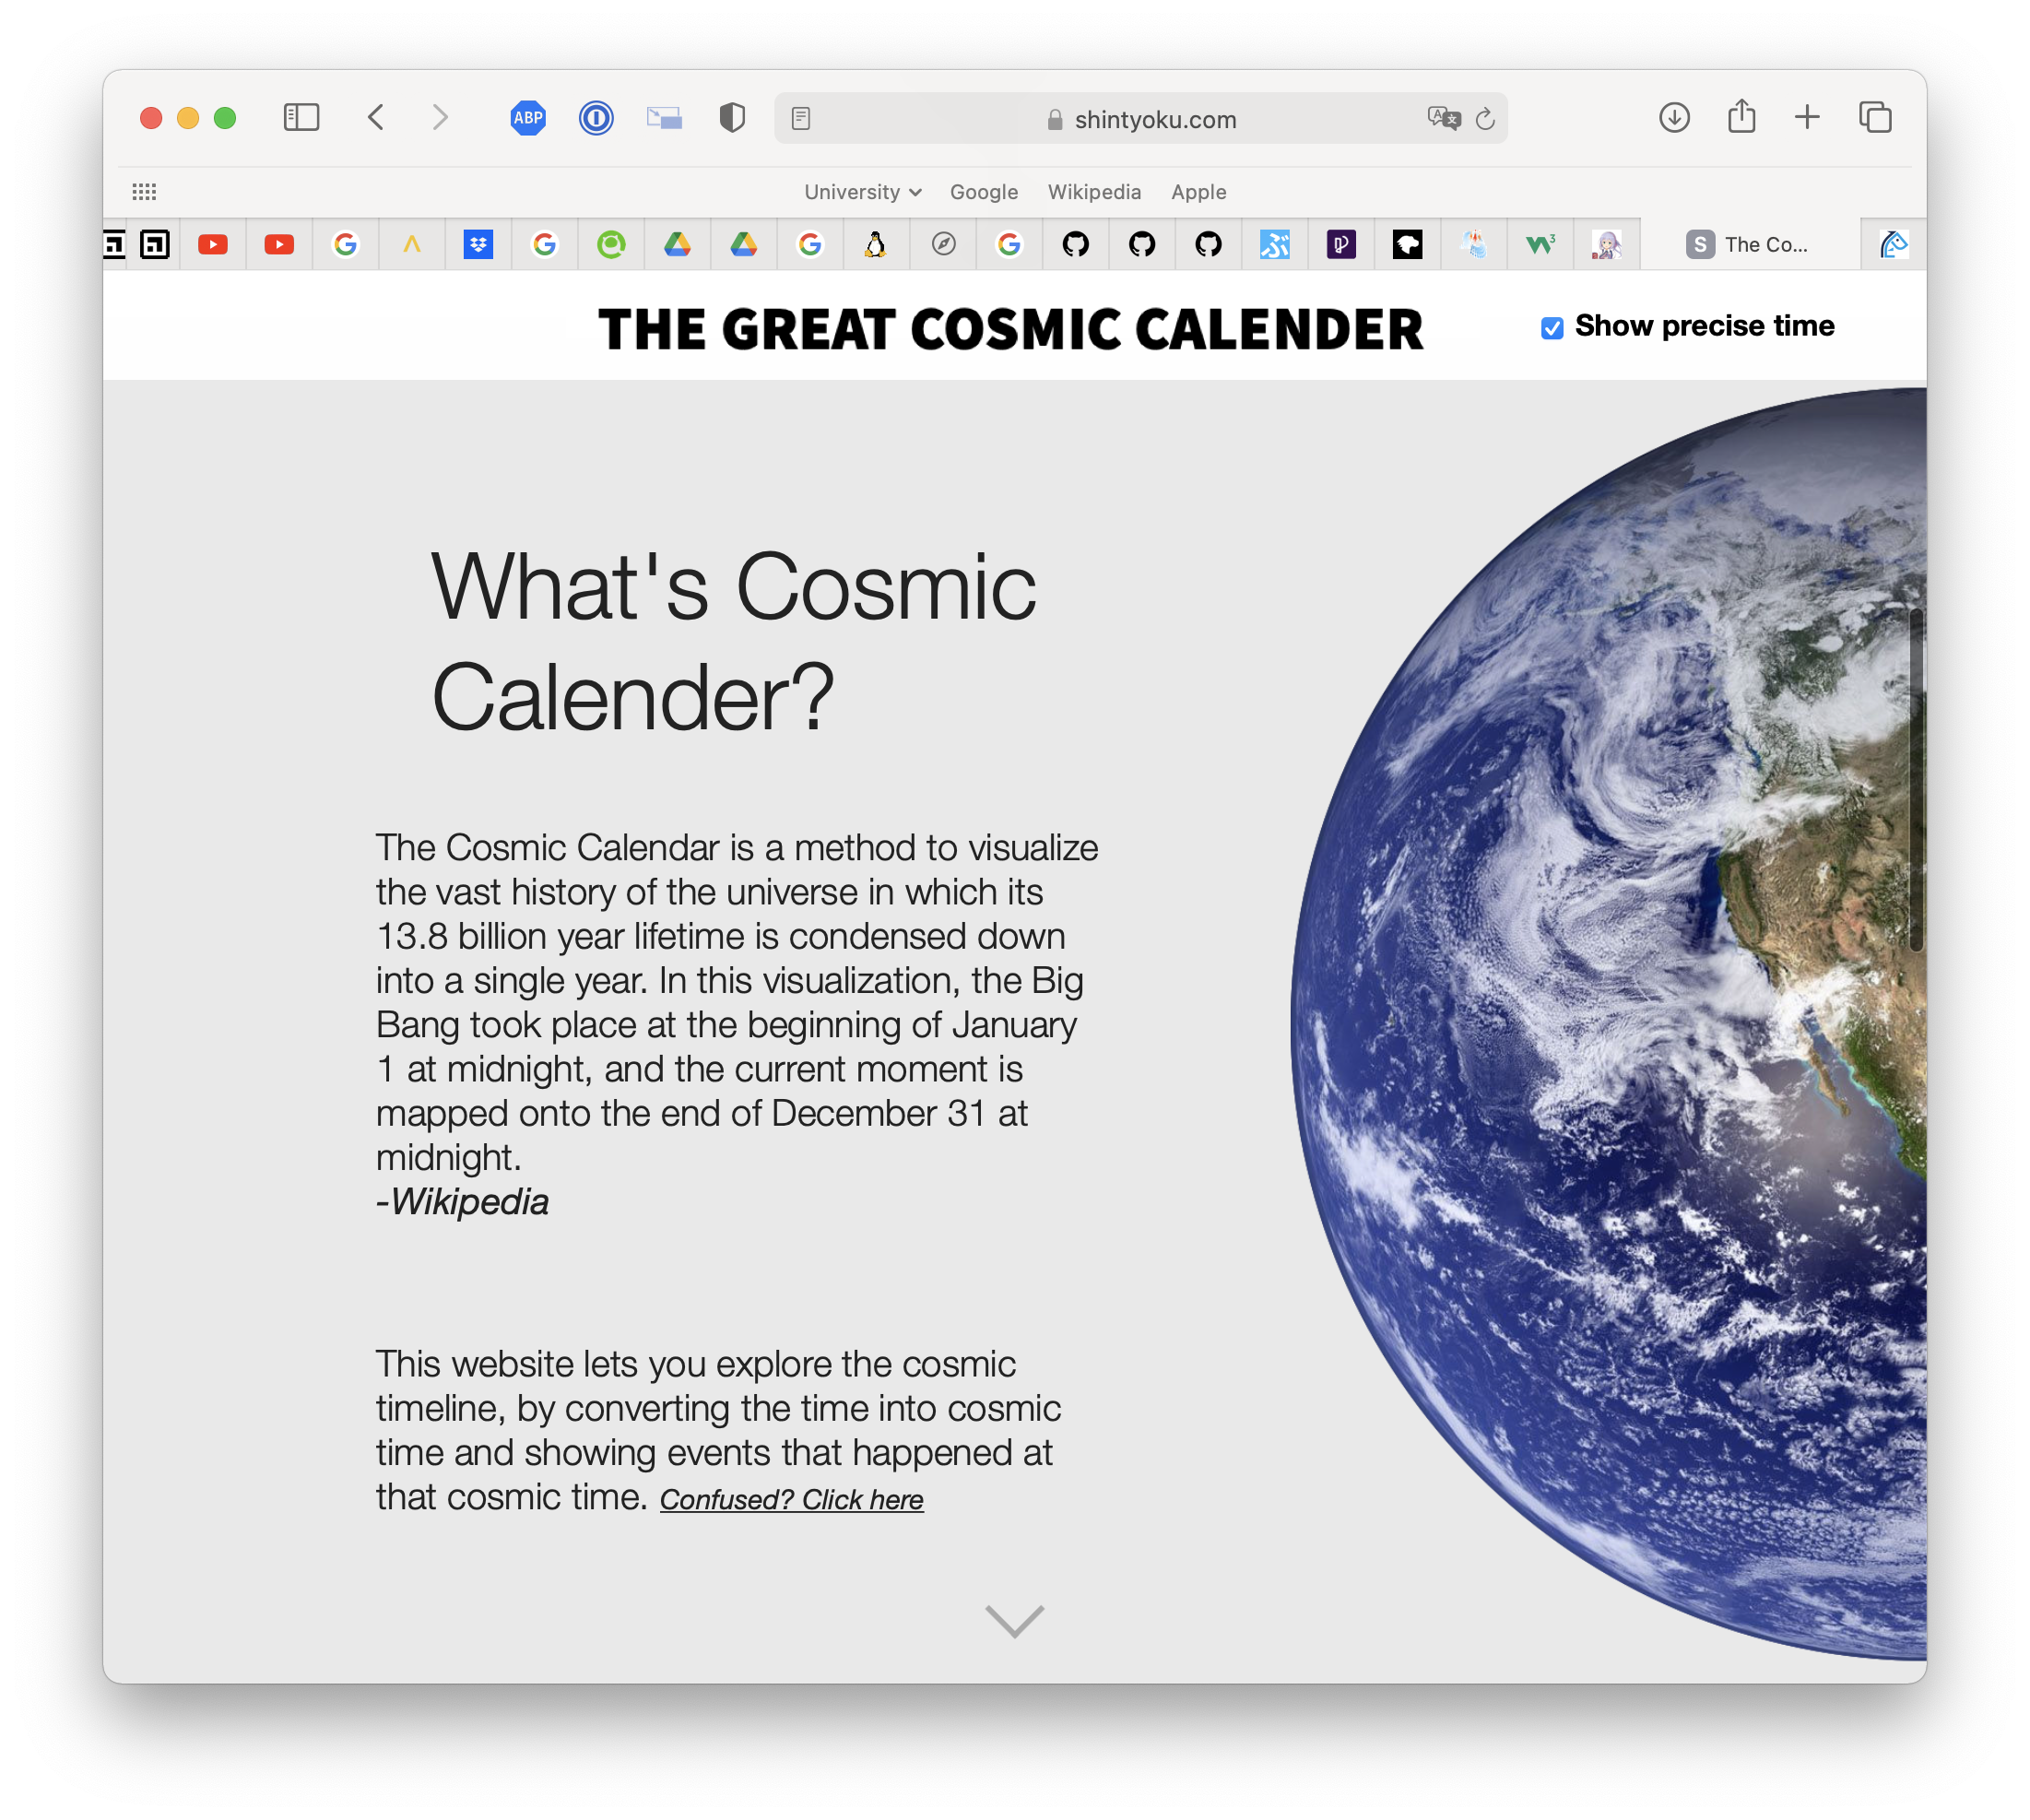 ABP
shintyoku.com
University Google Wikipedia Apple
S The Co...
THE GREAT COSMIC CALENDER
Show precise time
What's Cosmic
Calender?
The Cosmic Calendar is a method to visualize
the vast history of the universe in which its
13.8 billion year lifetime is condensed down
into a single year. In this visualization, the Big
Bang took place at the beginning of January
1 at midnight, and the current moment is
mapped onto the end of December 31 at
midnight.
-Wikipedia
This website lets you explore the cosmic
timeline, by converting the time into cosmic
time and showing events that happened at
that cosmic time. Confused? Click here